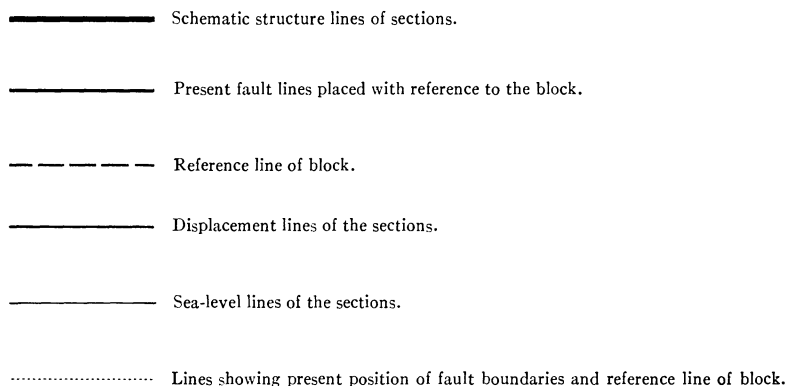 Schematic structure lines of sections.
Present fault lines placed with reference to the block.
Reference line of block.
Displacement lines of the sections.
Sea-level lines of the sections.
Lines showing present position of fault boundaries and reference line of block.